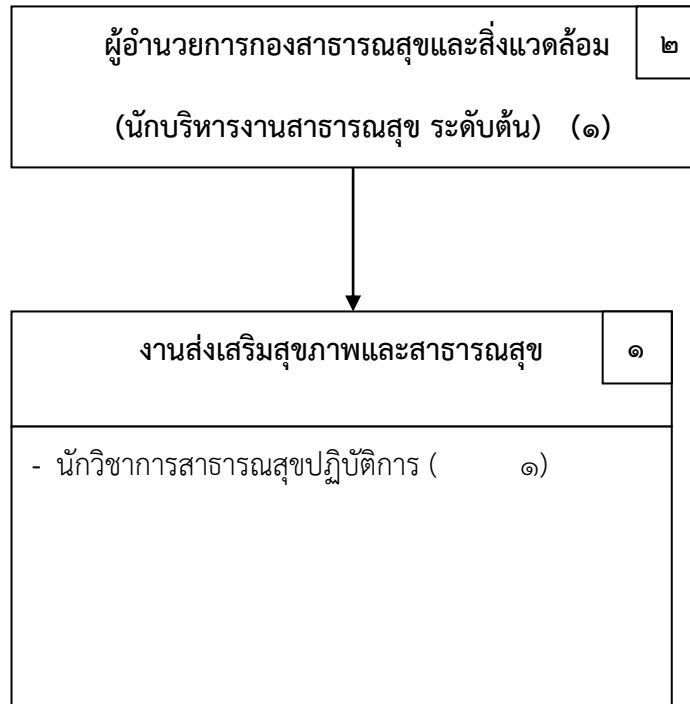 ผู้อำนวยการกองสาธารณสุขและสิ่งแวดล้อม ๒
(นักบริหารงานสาธารณสุข ระดับต้น) (๑)
งานส่งเสริมสุขภาพและสาธารณสุข ๑
- นักวิชาการสาธารณสุขปฏิบัติการ ( ๑)